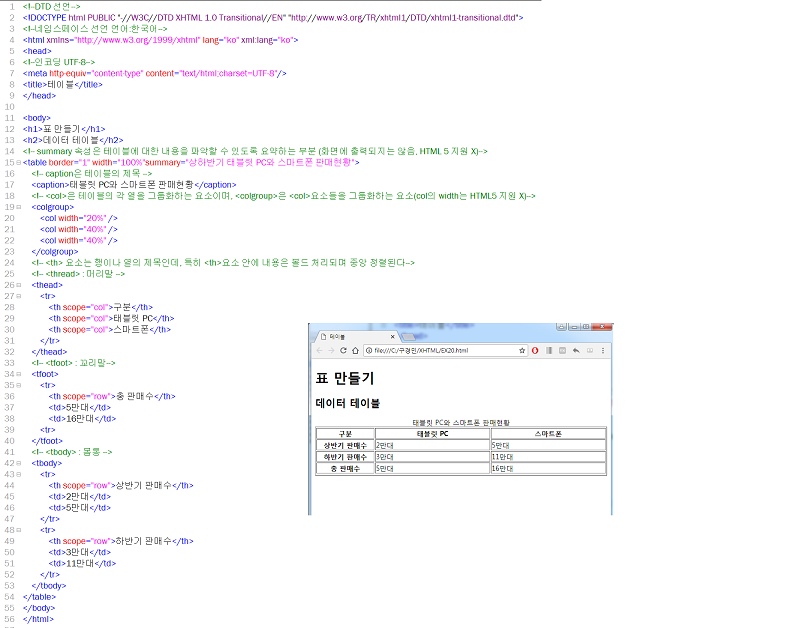 1 <!--DTD 선언-->
2 <!DOCTYPE html PUBLIC "-//W3C//DTD XHTML 1.0 Transitional//EN" "http://www.w3.org/TR/xhtml1/DTD/xhtml1-transitional.dtd">
3 <!--네임스페이스 선언 언어:한국어-->
4 <html xmlns="http://www.w3.org/1999/xhtml" lang="ko" xml:lang="ko">
5 <head>
6 <!--인코딩 UTF-8-->
7 <meta http-equiv="content-type" content="text/html;charset=UTF-8"/>
8 <title>테이블</title>
9 </head>
10
11 <body>
12 <h1>표 만들기</h1>
13 <h2>데이터 테이블</h2>
14 <!-- summary 속성은 테이블에 대한 내용을 파악할 수 있도록 요약하는 부분 (화면에 출력되지는 않음, HTML 5 지원 X)-->
15 <table border="1" width="100%"summary="상하반기 태블릿 PC와 스마트폰 판매현황">
16 <!-- caption은 테이블의 제목 -->
17 <caption>태블릿 PC와 스마트폰 판매현황</caption>
18 <!-- <col>은 테이블의 각 열을 그룹화하는 요소이며, <colgroup>은 <col>요소들을 그룹화하는 요소(col의 width는 HTML5 지원 X)-->
19 <colgroup>
20 <col width="20%" />
21 <col width="40%" />
22 <col width="40%" />
23 </colgroup>
24 <!-- <th> 요소는 행이나 열의 제목인데, 특히 <th>요소 안에 내용은 볼드 처리되며 중앙 정렬된다-->
25 <!-- <thread> : 머리말 -->
26 <thead>
27 <tr>
28 <th scope="col">구분</th>
29 <th scope="col">태블릿 PC</th>
30 <th scope="col">스마트폰</th>
31 </tr>
32 </thead>
33 <!-- <tfoot> : 꼬리말-->
34 <tfoot>
35 <tr>
36 <th scope="row">총 판매수</th>
37 <td>5만대</td>
38 <td>16만대</td>
39 <tr>
40 </tfoot>
41 <!-- <tbody> : 몸통 -->
42 <tbody>
43 <tr>
44 <th scope="row">상반기 판매수</th>
45 <td>2만대</td>
46 <td>5만대</td>
47 </tr>
48 <tr>
49 <th scope="row">하반기 판매수</th>
50 <td>3만대</td>
51 <td>11만대</td>
52 </tr>
53 </tbody>
54 </table>
55 </body>
56 </html>
테이블
file:///C:/구경민/XHTML/EX20.html
표 만들기
데이터 테이블
태블릿 PC와 스마트폰 판매현황
구분 태블릿 PC 스마트폰
상반기 판매수 2만대 5만대
하반기 판매수 3만대 11만대
총 판매수 5만대 16만대